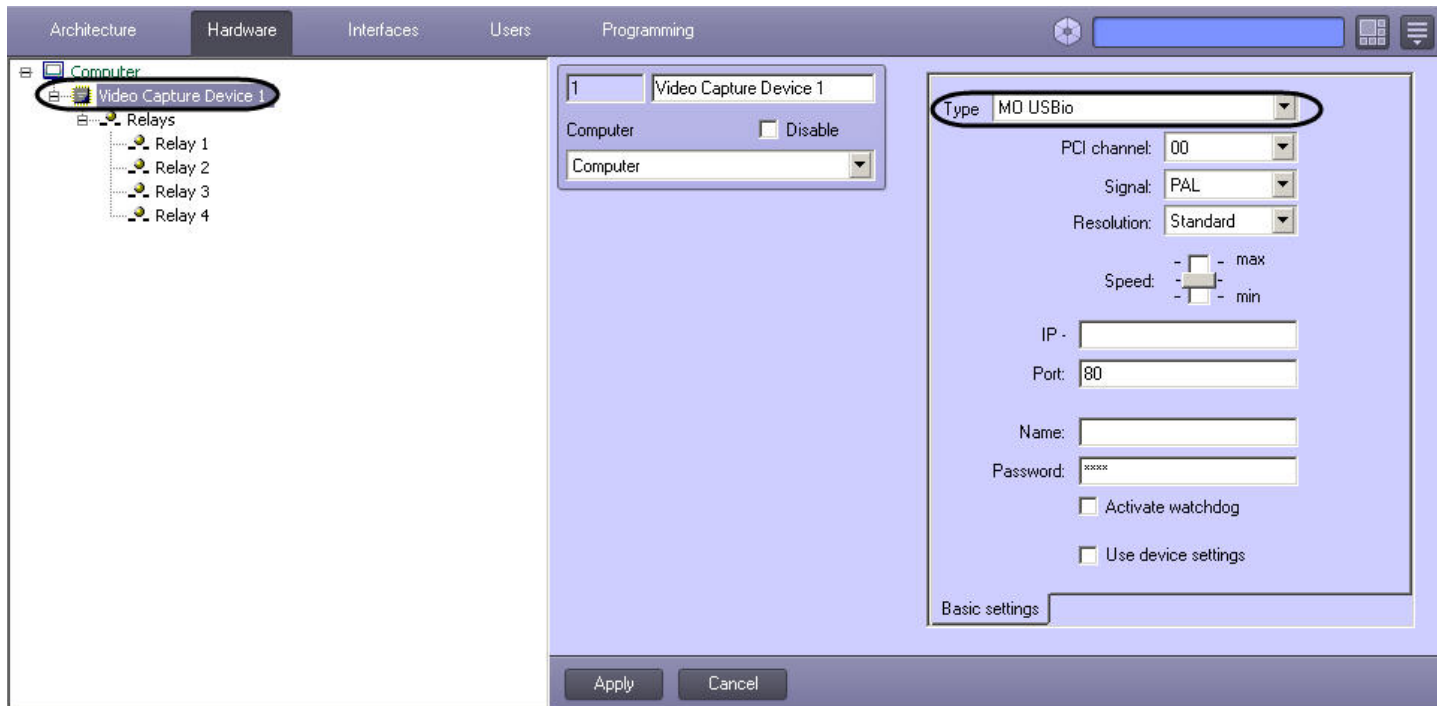 Architecture Hardware Interfaces Users Programming
Computer
Video Capture Device 1
Relays
Relay 1
Relay 2
Relay 3
Relay 4
1 Video Capture Device 1
Computer Disable
Computer
Type MO USBio
PCI channel: 00
Signal: PAL
Resolution: Standard
Speed: - - max
- -
- - min
IP -
Port: 80
Name:
Password: ****
Activate watchdog
Use device settings
Basic settings
Apply Cancel